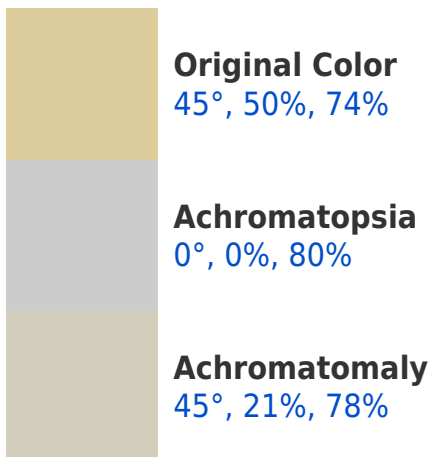 Original Color
45°, 50%, 74%
Achromatopsia
0°, 0%, 80%
Achromatomaly
45°, 21%, 78%